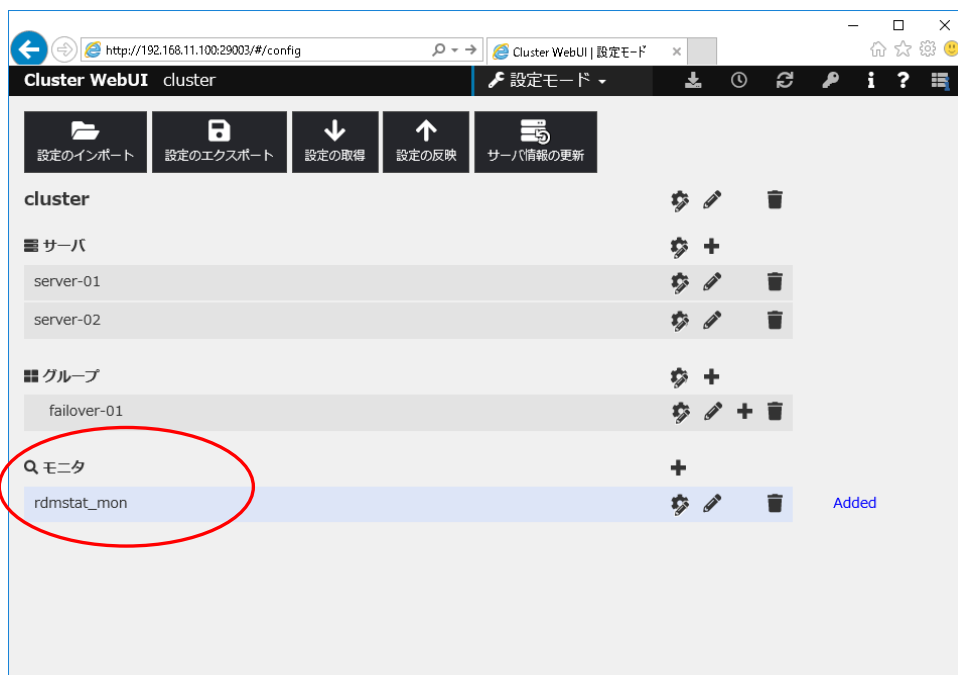 http://192.168.11.100:29003/#/config
Cluster WebUI | 設定モード
Cluster WebUI cluster 設定モード
設定のインポート 設定のエクスポート 設定の取得 設定の反映 サーバ情報の更新
cluster
サーバ
server-01
server-02
グループ
failover-01
モニタ
rdmstat_mon Added